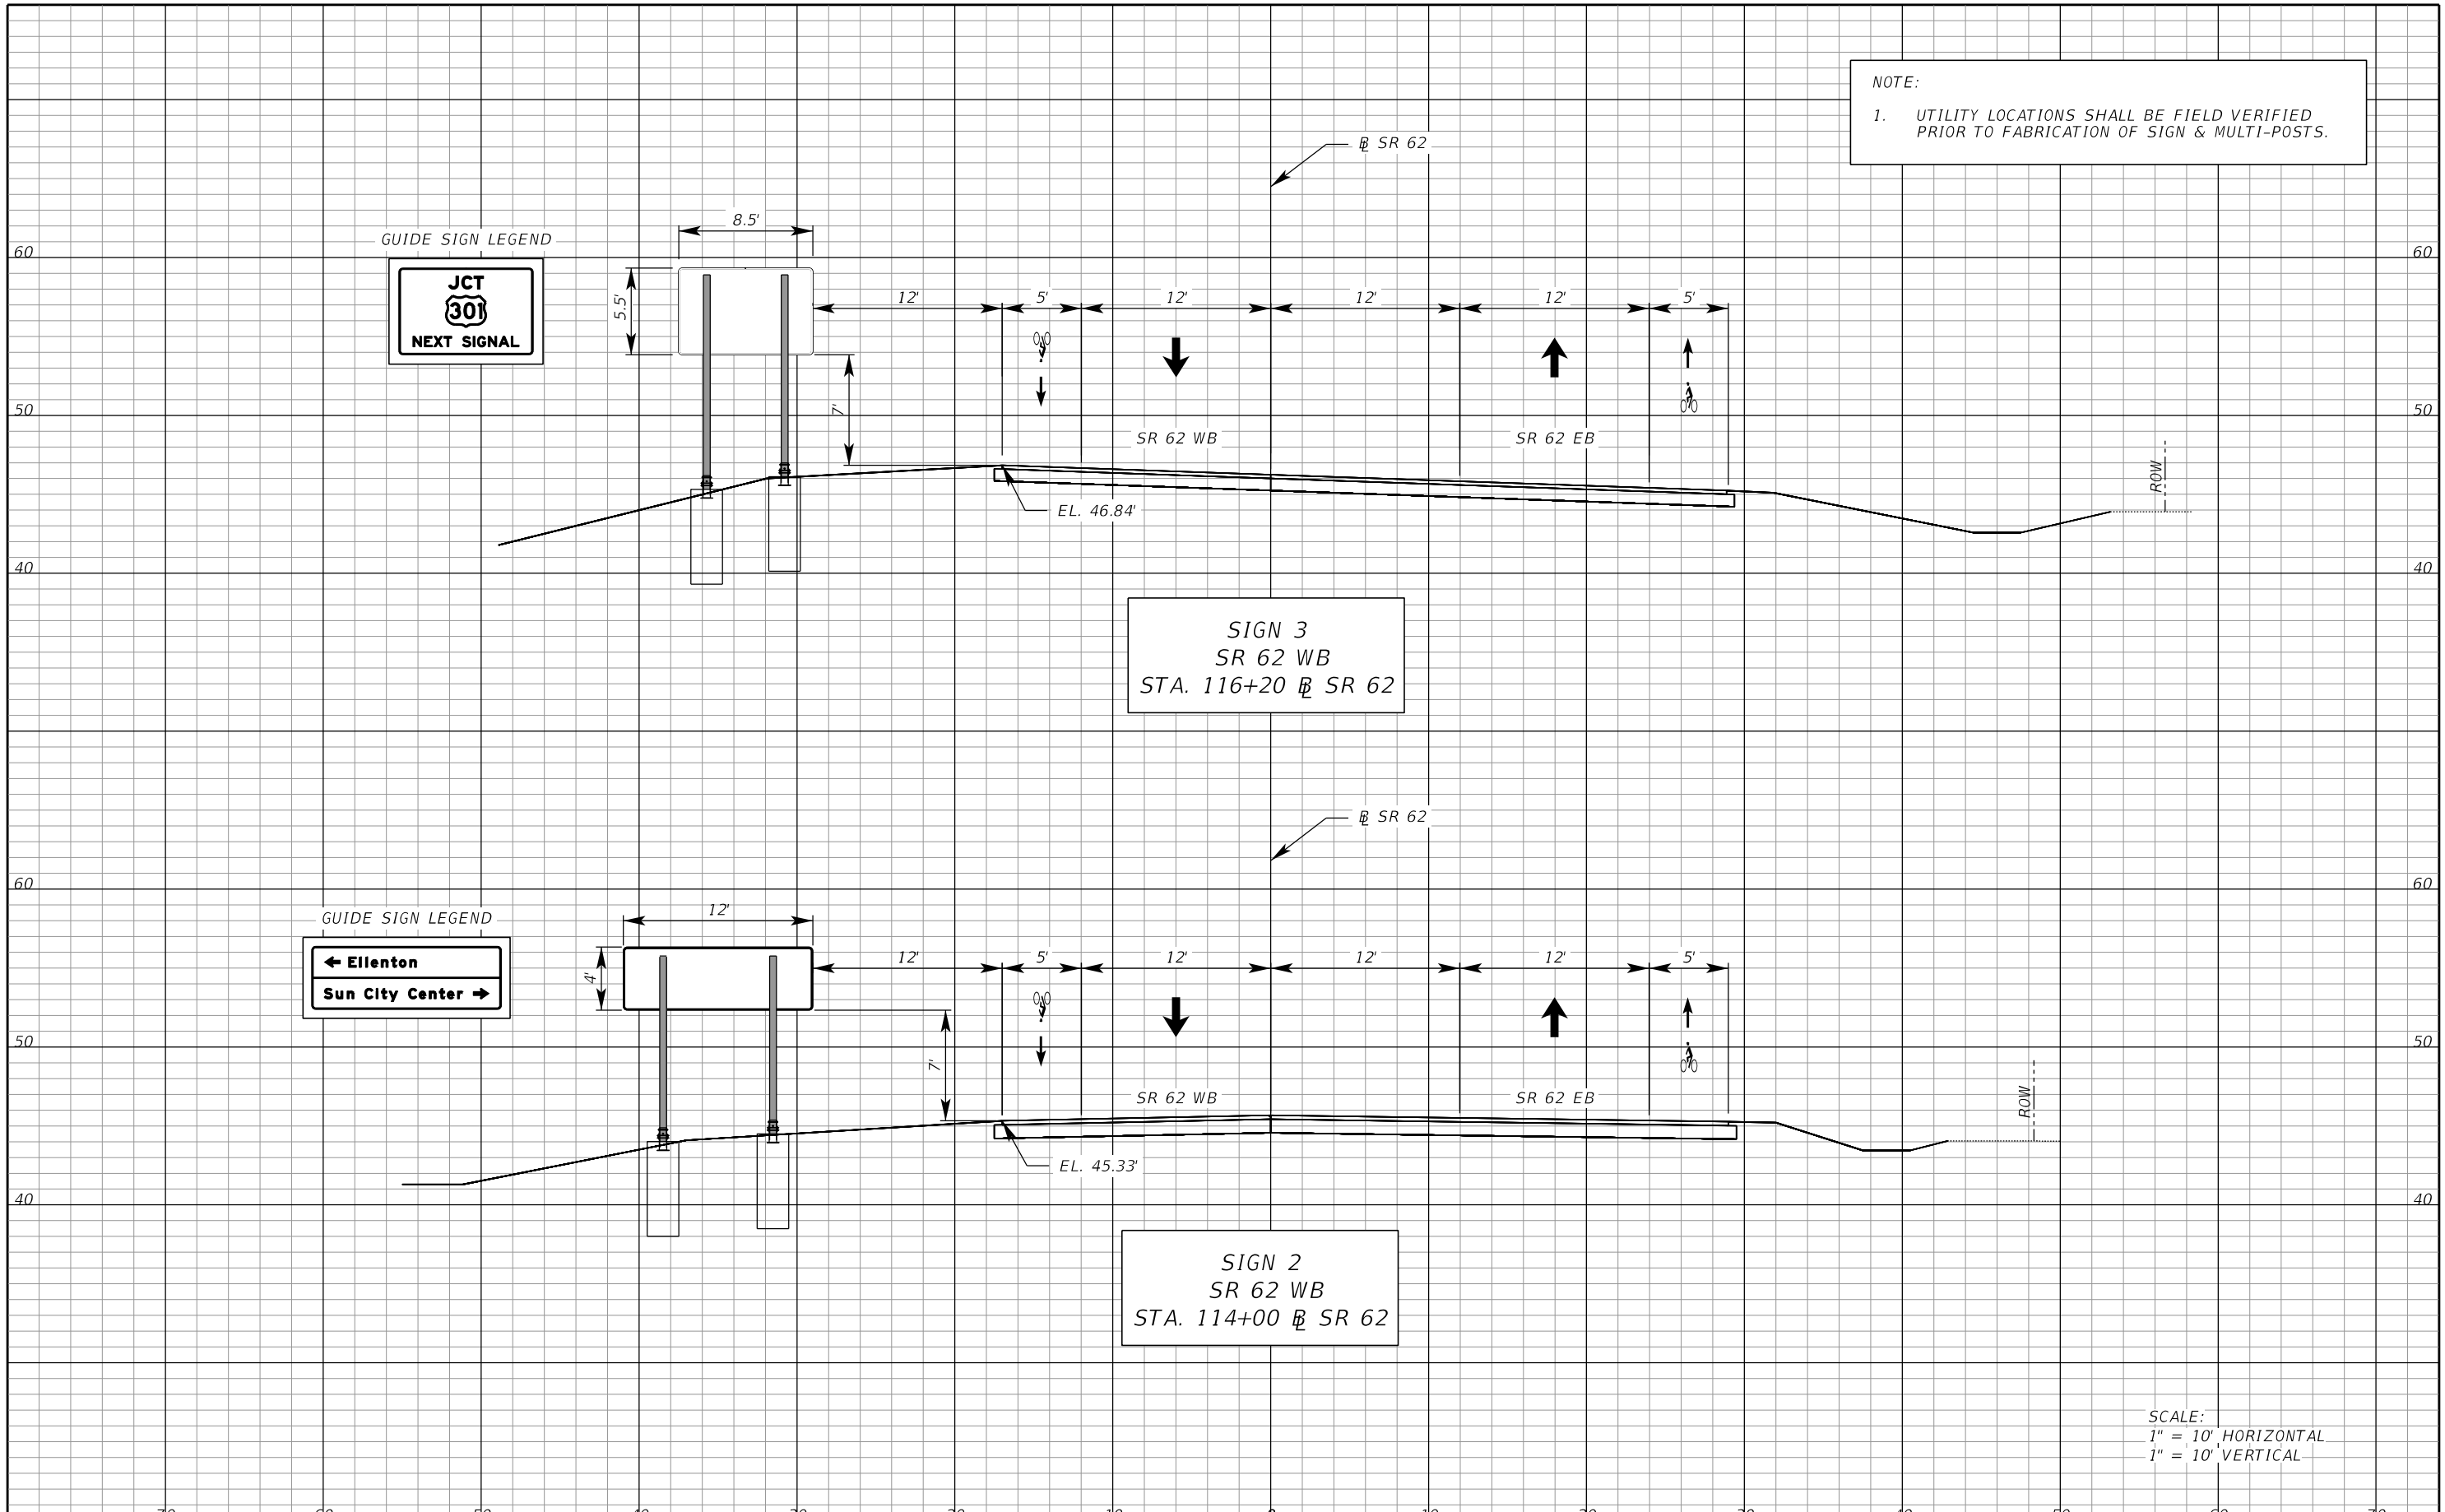 NOTE:
1. UTILITY LOCATIONS SHALL BE FIELD VERIFIED
PRIOR TO FABRICATION OF SIGN & MULTI-POSTS.
BL SR 62
8.5'
GUIDE SIGN LEGEND
60
60
JCT
301
NEXT SIGNAL
5.5'
12'
5'
12'
12'
12'
5'
7'
50
50
SR 62 WB
SR 62 EB
ROW
EL. 46.84'
40
40
SIGN 3
SR 62 WB
STA. 116+20 BL SR 62
BL SR 62
60
60
12'
GUIDE SIGN LEGEND
Ellenton
Sun City Center
4'
12'
5'
12'
12'
12'
5'
7'
50
50
SR 62 WB
SR 62 EB
ROW
EL. 45.33'
40
40
SIGN 2
SR 62 WB
STA. 114+00 BL SR 62
SCALE:
1" = 10' HORIZONTAL
1" = 10' VERTICAL